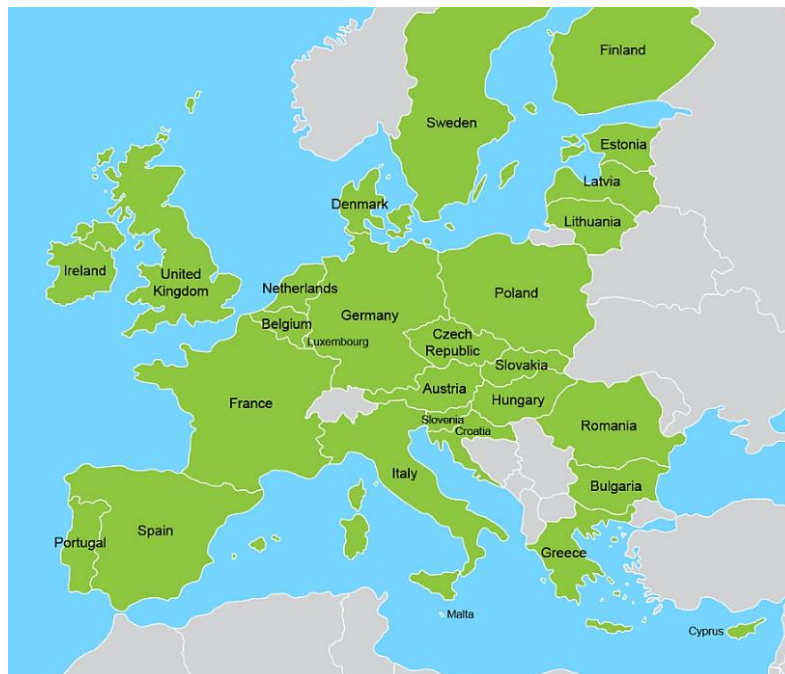 Finland
Sweden
Estonia
Latvia
Denmark
Lithuania
Ireland
United
Kingdom
Netherlands
Poland
Germany
Belgium
Luxembourg
Czech
Republic
Slovakia
Austria
Hungary
France
Slovenia
Croatia
Romania
Italy
Bulgaria
Spain
Portugal
Greece
Malta
Cyprus